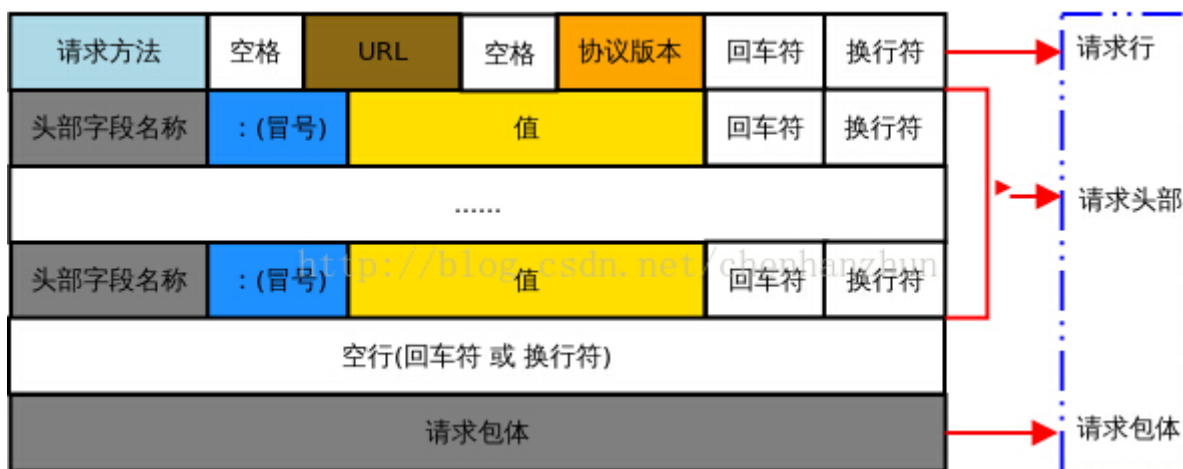 请求方法 空格 URL 空格 协议版本 回车符 换行符 请求行
头部字段名称 :(冒号) 值 回车符 换行符
...... 请求头部
头部字段名称 :(冒号) 值 回车符 换行符
http://blog.csdn.net/chenhanzhun
空行(回车符 或 换行符)
请求包体 请求包体